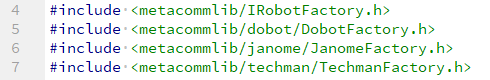 4 #include <metacommlib/IRobotFactory.h>
5 #include <metacommlib/dobot/DobotFactory.h>
6 #include <metacommlib/janome/JanomeFactory.h>
7 #include <metacommlib/techman/TechmanFactory.h>